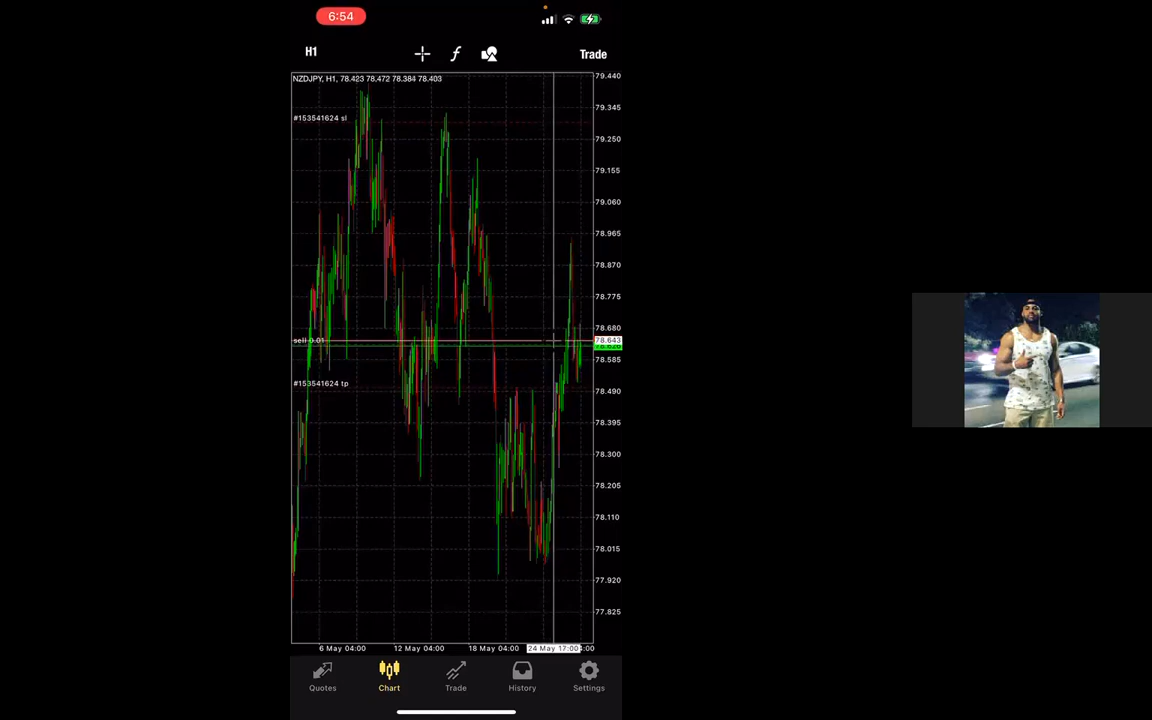 6:54
H1
Trade
NZDJPY, H1, 78.423 78.472 78.384 78.403
79.440
79.345
#153541624 sl
79.250
79.155
79.060
78.965
78.870
78.775
78.680
sell 0.01
78.643
78.585
#153541624 tp
78.490
78.395
78.300
78.205
78.110
78.015
77.920
77.825
6 May 04:00
12 May 04:00
18 May 04:00
24 May 17:00
Quotes
Chart
Trade
History
Settings